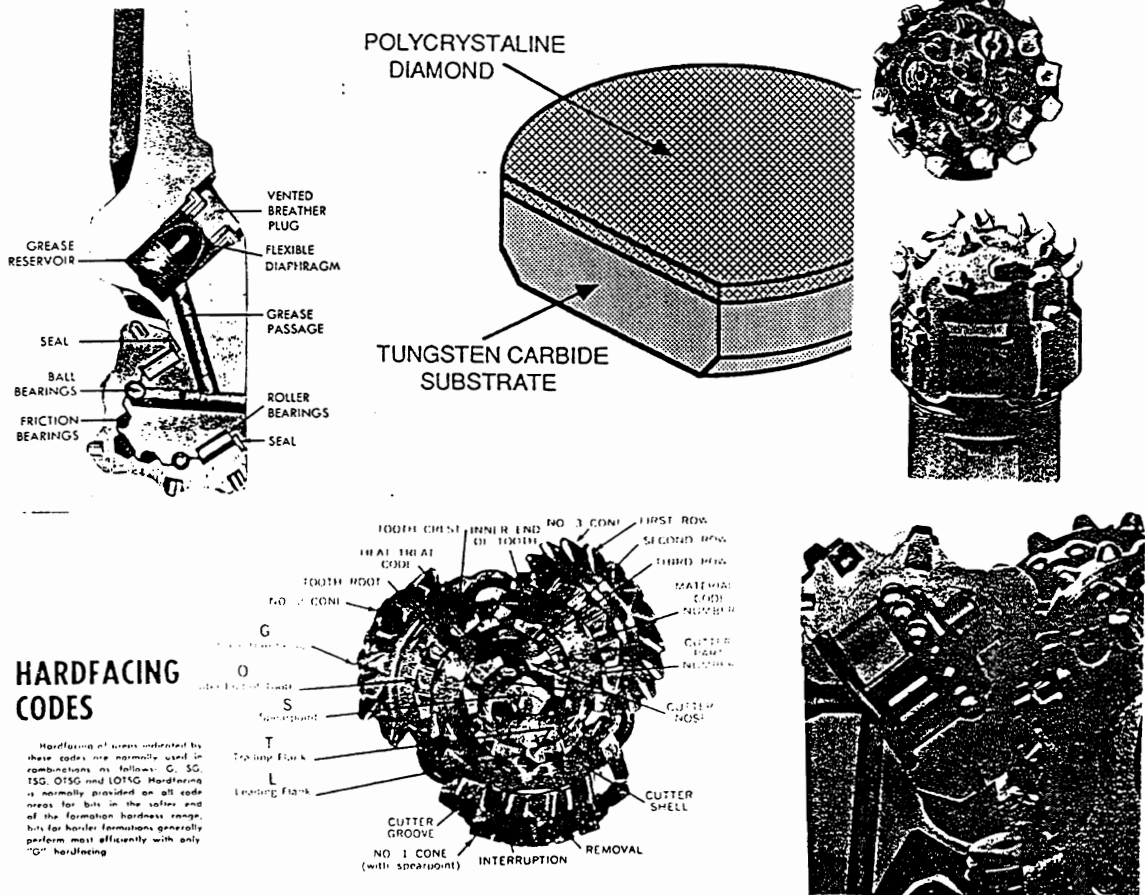 POLYCRYSTALINE
DIAMOND
TUNGSTEN CARBIDE
SUBSTRATE
VENTED
BREATHER
PLUG
GREASE
RESERVOIR
FLEXIBLE
DIAPHRAGM
GREASE
PASSAGE
SEAL
BALL
BEARINGS
ROLLER
BEARINGS
FRICTION
BEARINGS
SEAL
TOOTH CREST
INNER END
OF TOOTH
NO 3 CONE
FIRST ROW
SECOND ROW
THIRD ROW
HEAT TREAT
CODE
TOOTH ROOT
NO 2 CONE
MATERIAL
CODE
NUMBER
CUTTER
PART
NUMBER
CUTTER
NOSE
G
O
S
Spearpoint
T
Trailing Flank
L
Leading Flank
CUTTER
SHELL
CUTTER
GROOVE
NO 1 CONE
(with spearpoint)
INTERRUPTION
REMOVAL
HARDFACING
CODES
Hardfacing of areas indicated by
these codes are normally used in
combinations as follows: G, SG,
TSG, OTSG and LOTSG Hardfacing
is normally provided on all code
areas for bits in the softer end
of the formation hardness range,
bits for harder formations generally
perform most efficiently with only
"G" hardfacing